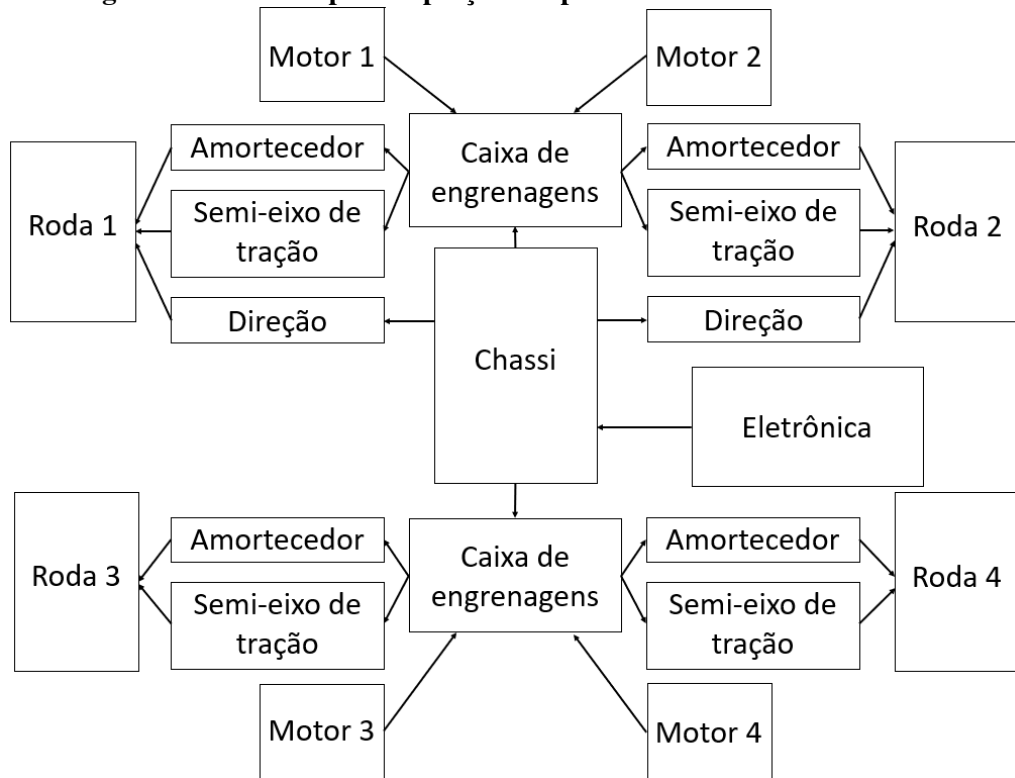 Motor 1
Motor 2
Amortecedor
Caixa de
engrenagens
Amortecedor
Roda 1
Semi-eixo de
tração
Semi-eixo de
tração
Roda 2
Direção
Direção
Chassi
Eletrônica
Amortecedor
Caixa de
engrenagens
Amortecedor
Roda 3
Semi-eixo de
tração
Semi-eixo de
tração
Roda 4
Motor 3
Motor 4